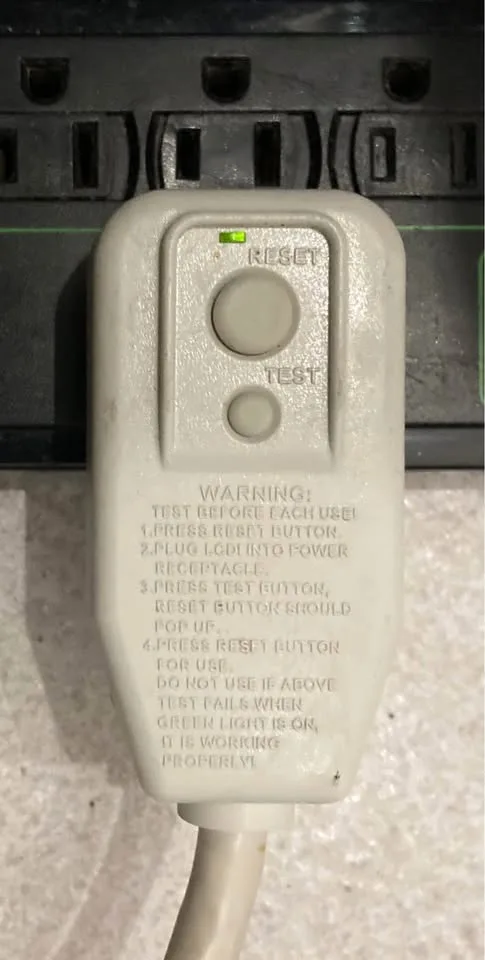 RESET
TEST
WARNING:
TEST BEFORE EACH USE!
1.PRESS RESET BUTTON.
2.PLUG LCDI INTO POWER
RECEPTACLE.
3.PRESS TEST BUTTON,
RESET BUTTON SHOULD
POP UP.
4.PRESS RESET BUTTON
FOR USE.
DO NOT USE IF ABOVE
TEST FAILS.WHEN
GREEN LIGHT IS ON,
IT IS WORKING
PROPERLY!